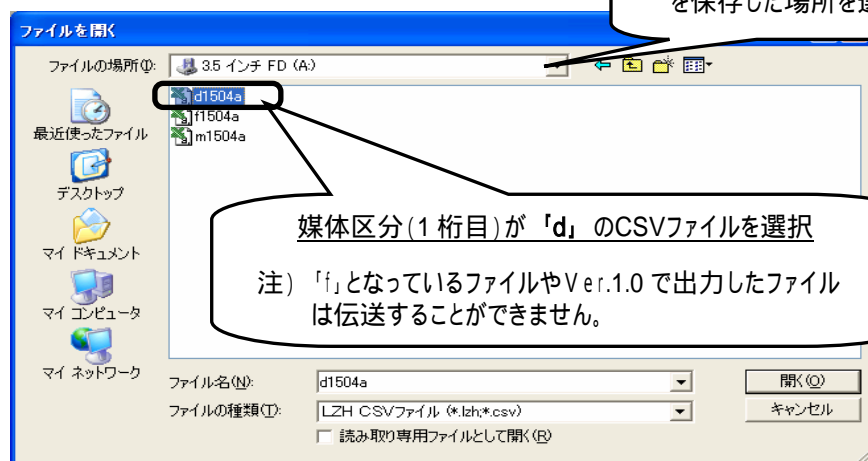 を保存した場所を選
ファイルを開く
ファイルの場所(I):
3.5 インチ FD (A:)
d1504a
f1504a
m1504a
最近使ったファイル
デスクトップ
マイ ドキュメント
マイ コンピュータ
マイ ネットワーク
媒体区分(1桁目)が「d」のCSVファイルを選択
注)「f」となっているファイルやVer.1.0で出力したファイル
は伝送することができません。
ファイル名(N):
d1504a
開く(O)
ファイルの種類(T):
LZH CSVファイル (*.lzh;*.csv)
キャンセル
読み取り専用ファイルとして開く(R)